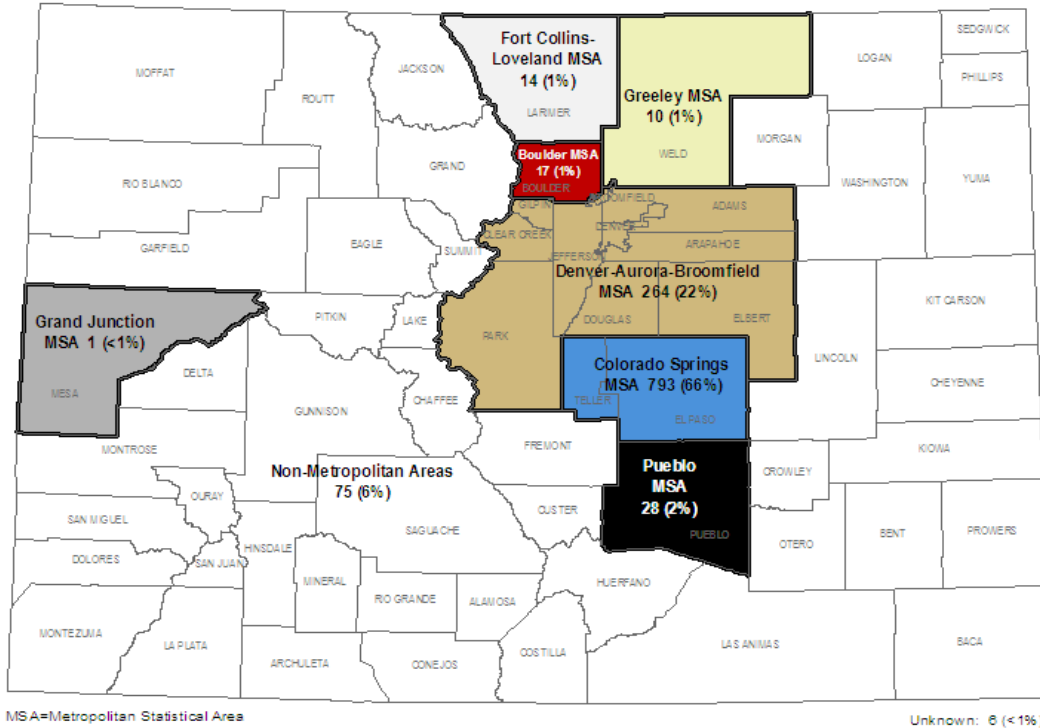 SEDGWICK
Fort Collins-
Loveland MSA
14 (1%)
LARIMER
LOGAN
MOFFAT
JACKSON
ROUTT
PHILLIPS
Greeley MSA
10 (1%)
WELD
MORGAN
Boulder MSA
17 (1%)
BOULDER
GRAND
RIO BLANCO
WASHINGTON
YUMA
GILPIN
BROOMFIELD
ADAMS
DENVER
CLEAR CREEK
ARAPAHOE
JEFFERSON
GARFIELD
EAGLE
SUMMIT
Denver-Aurora-Broomfield
MSA 264 (22%)
DOUGLAS
ELBERT
PARK
KIT CARSON
Grand Junction
MSA 1 (<1%)
MESA
PITKIN
LAKE
DELTA
LINCOLN
Colorado Springs
MSA 793 (66%)
TELLER
EL PASO
CHEYENNE
GUNNISON
CHAFFEE
FREMONT
MONTROSE
KIOWA
Non-Metropolitan Areas
75 (6%)
Pueblo
MSA
28 (2%)
PUEBLO
CROWLEY
OURAY
SAN MIGUEL
SAGUACHE
CUSTER
BENT
PROWERS
OTERO
DOLORES
SAN JUAN
HINSDALE
MINERAL
RIO GRANDE
ALAMOSA
HUERFANO
MONTEZUMA
LA PLATA
ARCHULETA
CONEJOS
COSTILLA
LAS ANIMAS
BACA
MSA=Metropolitan Statistical Area
Unknown: 6 (<1%